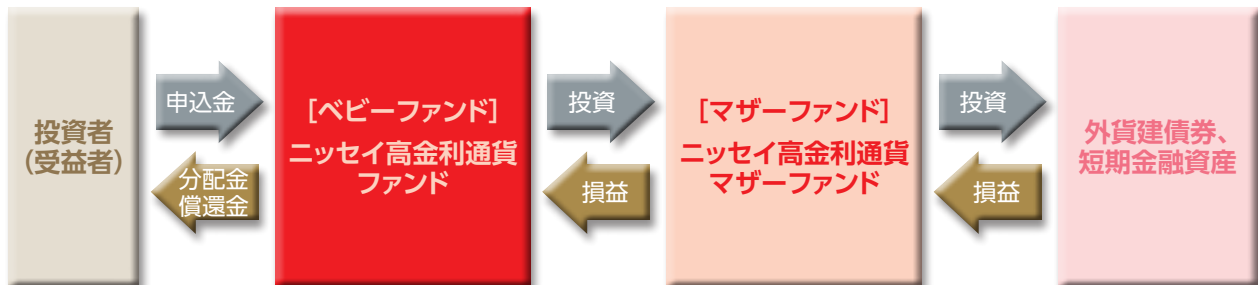 投資者
(受益者)
申込金
分配金
償還金
[ベビーファンド]
ニッセイ高金利通貨
ファンド
投資
損益
[マザーファンド]
ニッセイ高金利通貨
マザーファンド
投資
損益
外貨建債券、
短期金融資産